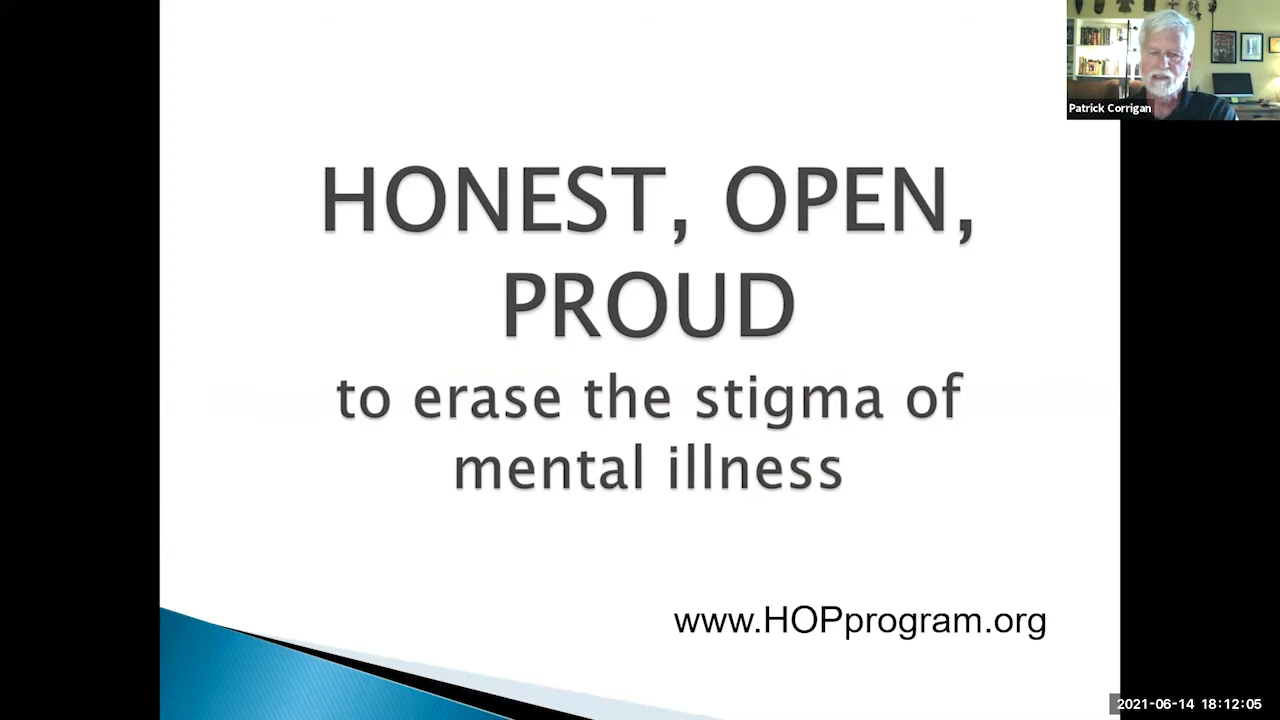 Patrick Corrigan
HONEST, OPEN,
PROUD
to erase the stigma of
mental illness
www.HOPprogram.org
2021-06-14 18:12:05